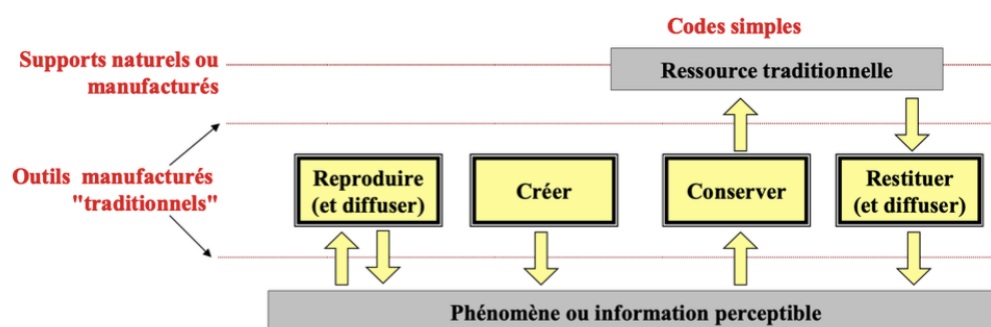 Codes simples
Supports naturels ou
manufacturés
Ressource traditionnelle
Outils manufacturés
"traditionnels"
Reproduire
(et diffuser)
Créer
Conserver
Restituer
(et diffuser)
Phénomène ou information perceptible